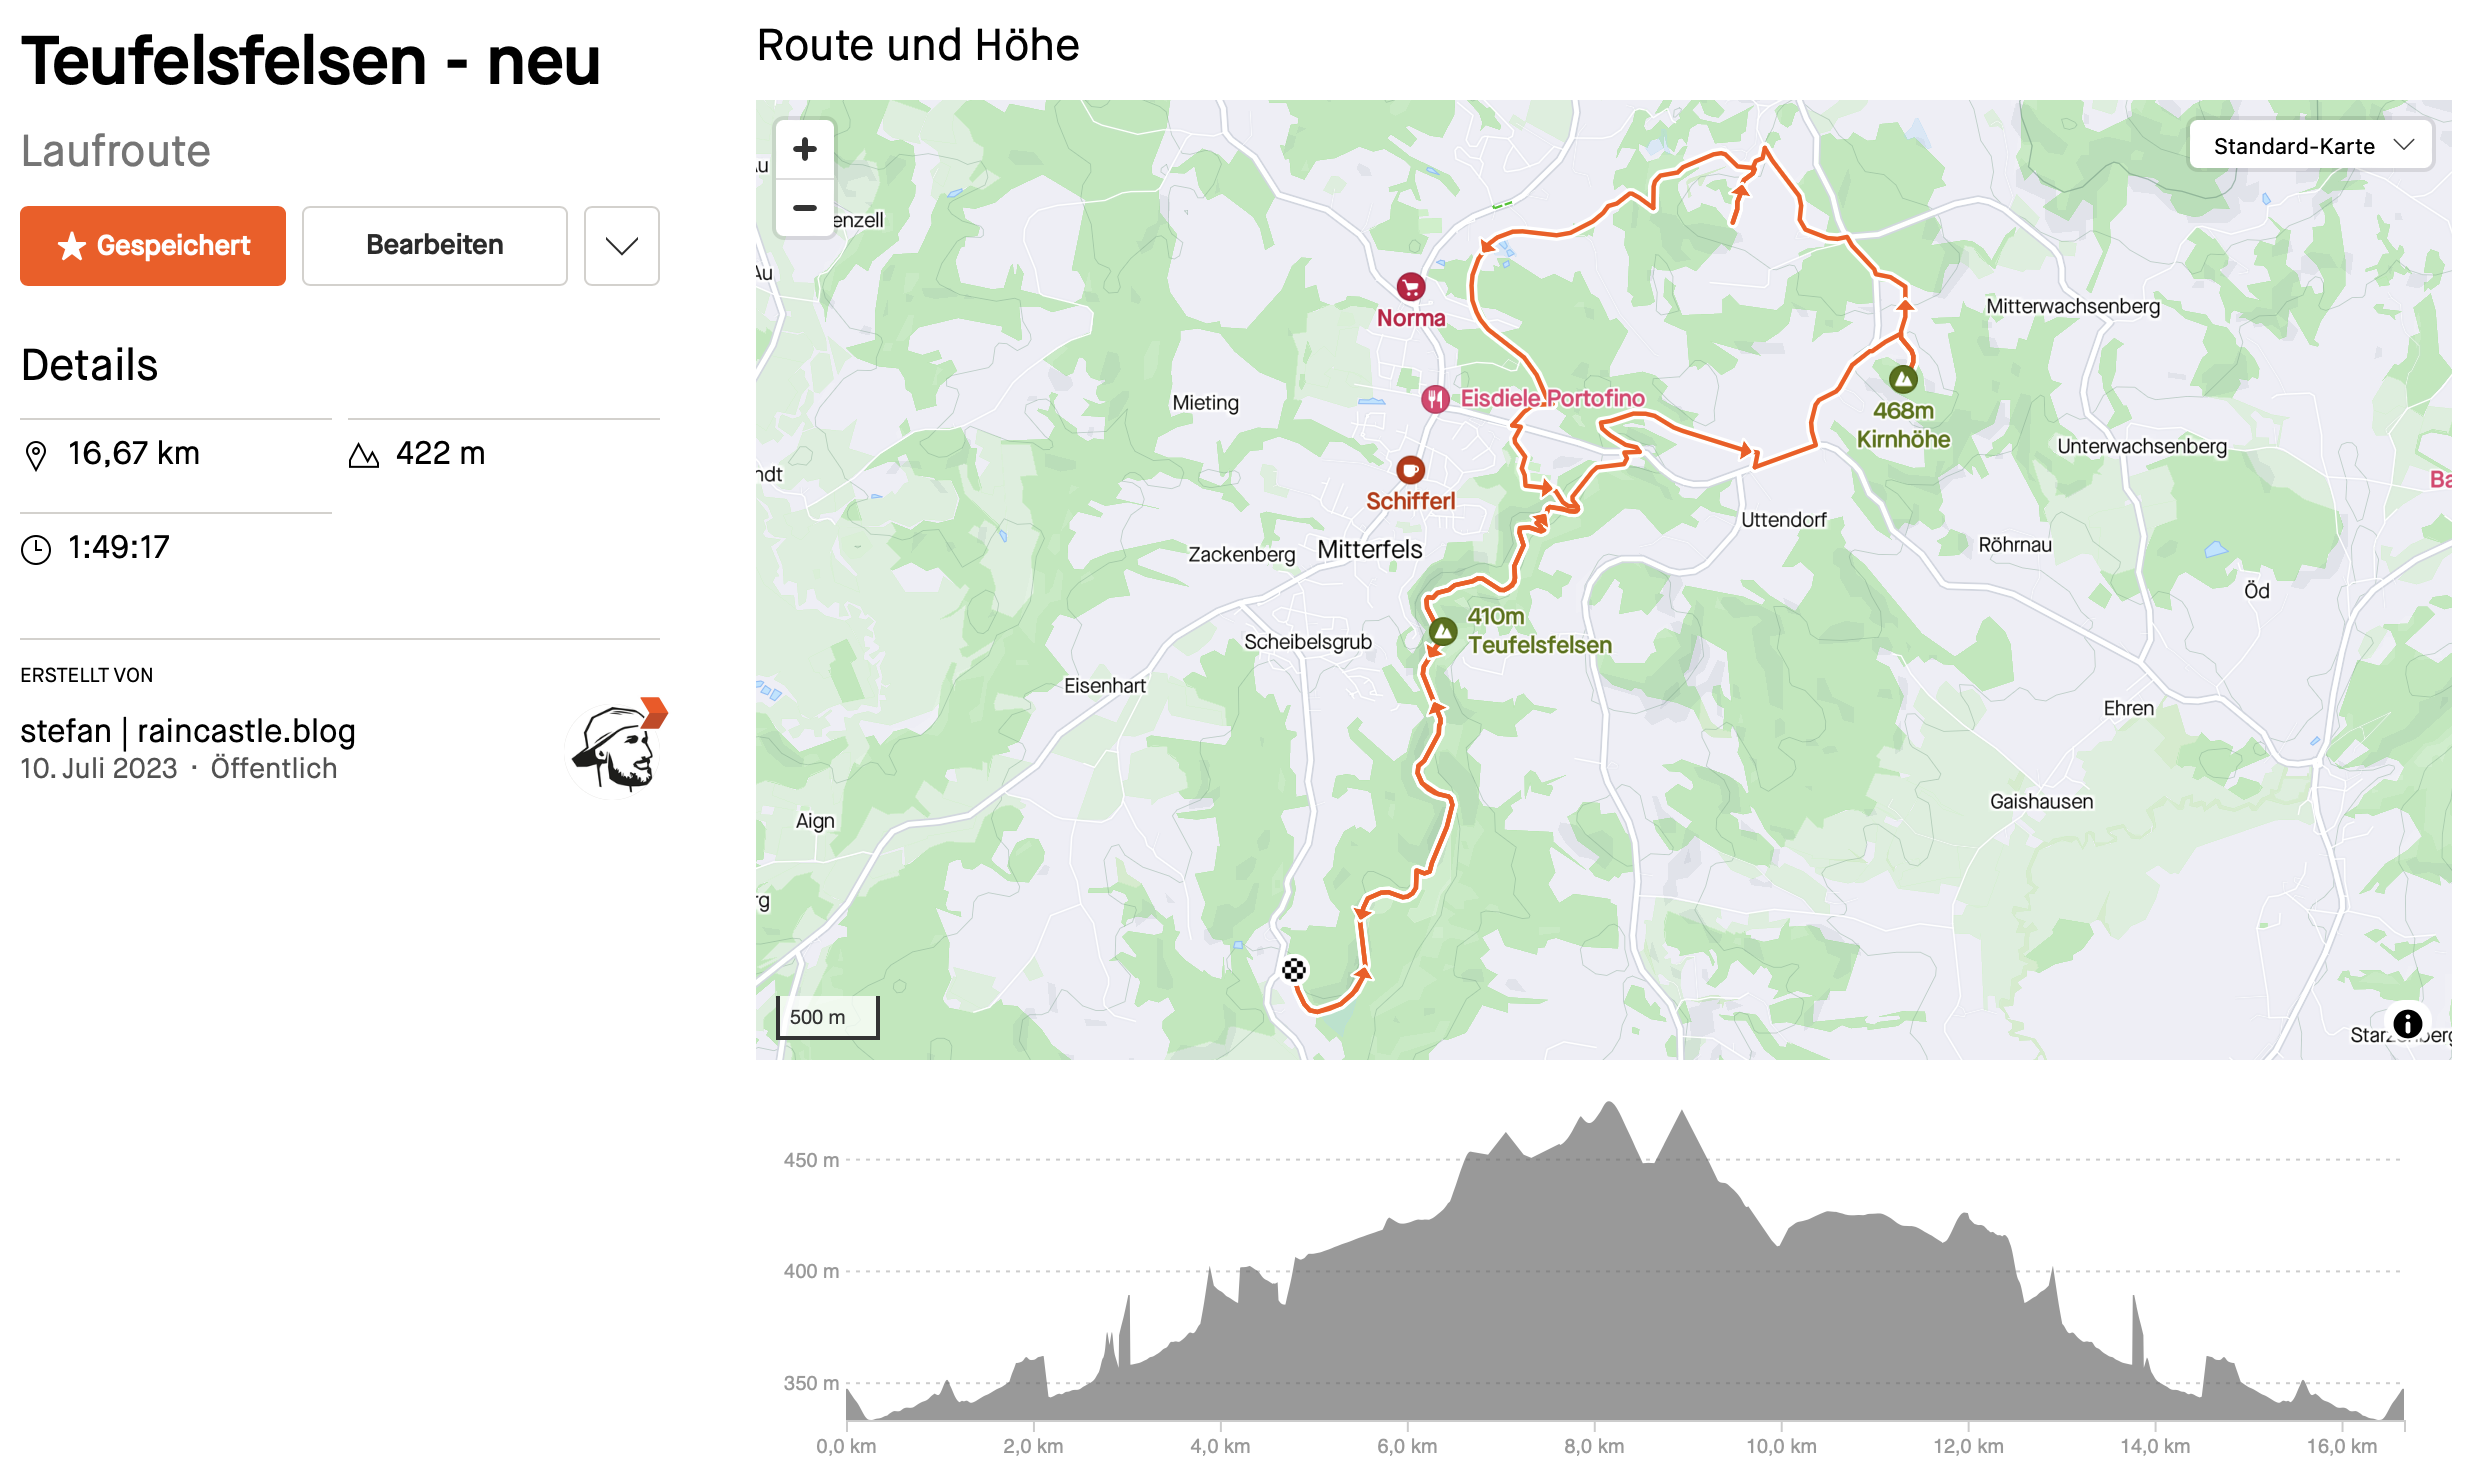 Teufelsfelsen - neu
Laufroute
Gespeichert
Bearbeiten
Details
16,67 km
422 m
1:49:17
ERSTELLT VON
stefan | raincastle.blog
10. Juli 2023 · Öffentlich
Route und Höhe
Standard-Karte
+
−
Au
enzell
Au
Norma
Mitterwachsenberg
Mieting
Eisdiele Portofino
468m
Kirnhöhe
Unterwachsenberg
ndt
Ba
Schifferl
Uttendorf
Röhrnau
Zackenberg
Mitterfels
Öd
410m
Teufelsfelsen
Scheibelsgrub
Eisenhart
Ehren
Gaishausen
Aign
rg
500 m
450 m
400 m
350 m
0,0 km
2,0 km
4,0 km
6,0 km
8,0 km
10,0 km
12,0 km
14,0 km
16,0 km